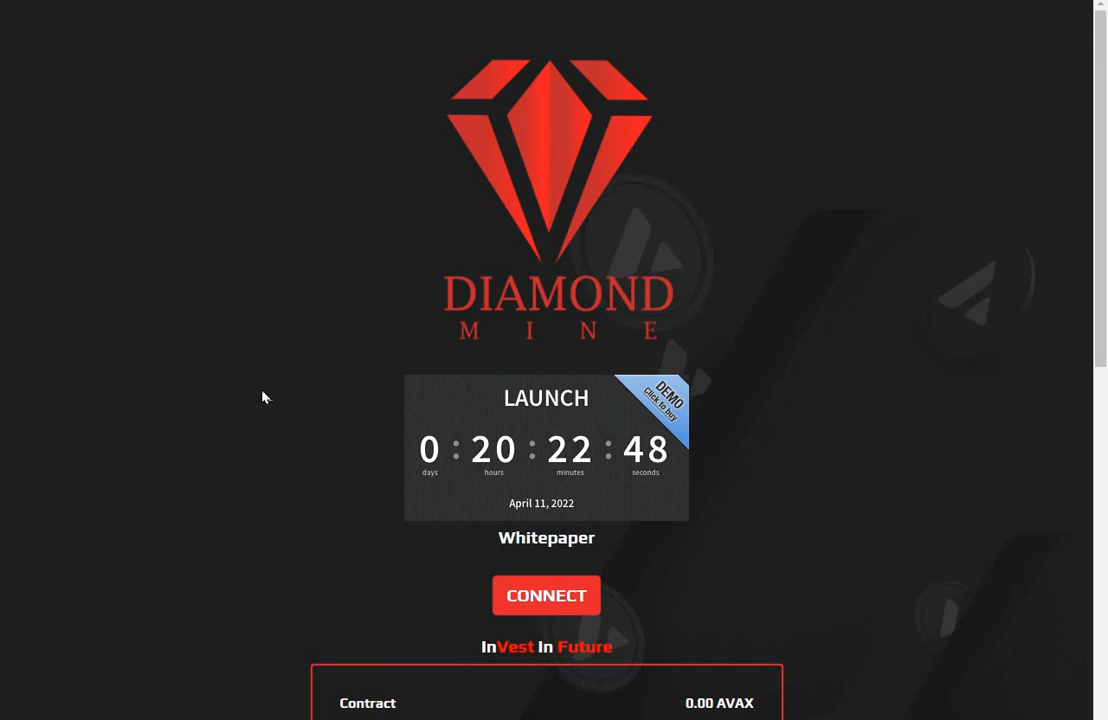 DIAMOND
MINE
LAUNCH
DEMO
Click to buy
0 : 20 : 22 : 48
days hours minutes seconds
April 11, 2022
Whitepaper
CONNECT
InVest In Future
Contract 0.00 AVAX